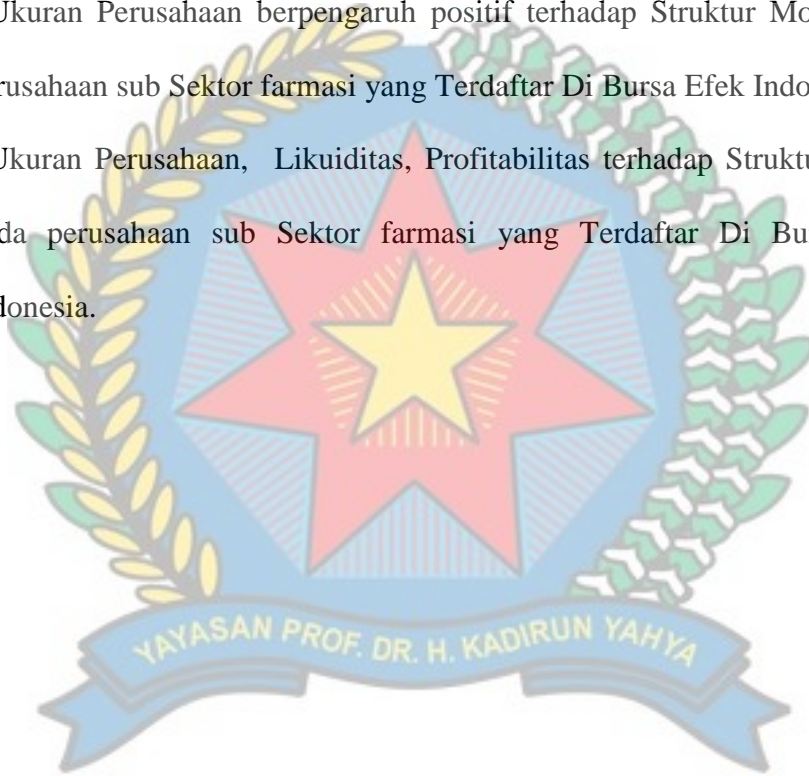 Ukuran Perusahaan berpengaruh positif terhadap Struktur Mo
rusahaan sub Sektor farmasi yang Terdaftar Di Bursa Efek Indo
Ukuran Perusahaan, Likuiditas, Profitabilitas terhadap Struktu
da perusahaan sub Sektor farmasi yang Terdaftar Di Bu
donesia.
YAYASAN PROF. DR. H. KADIRUN YAHYA